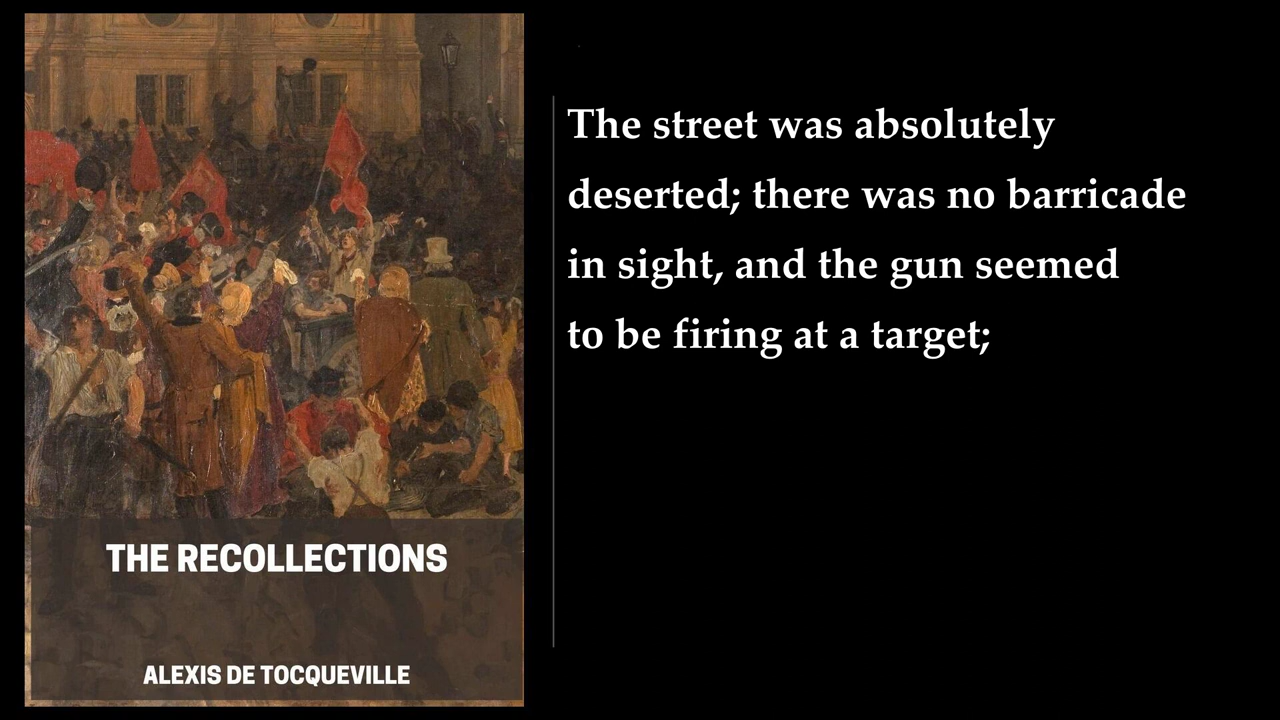 THE RECOLLECTIONS
ALEXIS DE TOCQUEVILLE
The street was absolutely
deserted; there was no barricade
in sight, and the gun seemed
to be firing at a target;